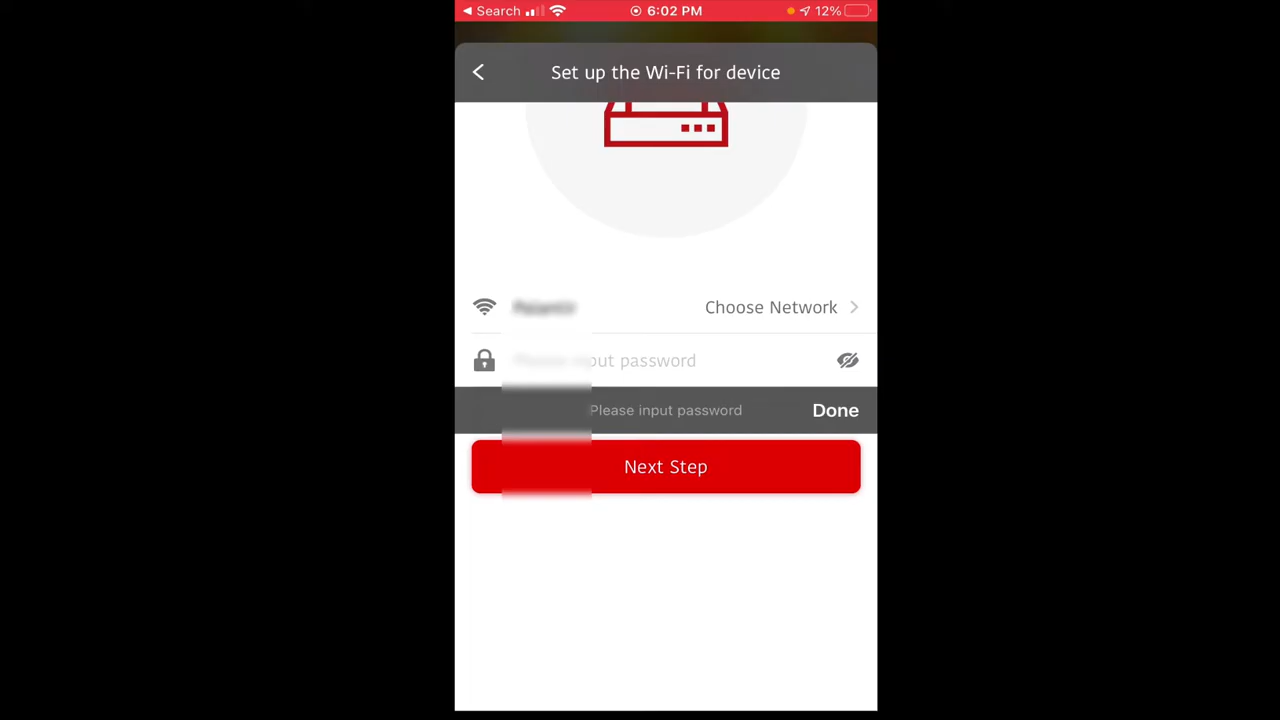 Search 6:02 PM 12%
Set up the Wi-Fi for device
Choose Network
input password
Please input password Done
Next Step